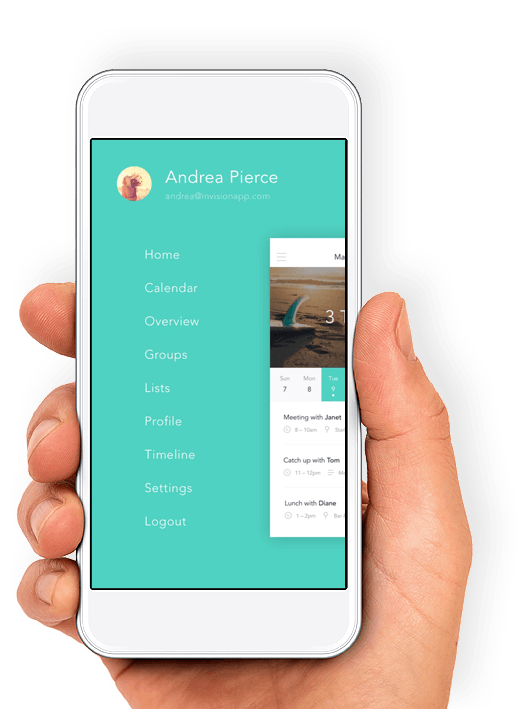 Andrea Pierce
andrea@invisionapp.com
Home
Calendar
Overview
Groups
Lists
Profile
Timeline
Settings
Logout
Ma
3 T
Sun Mon Tue
7 8 9
Meeting with Janet
8 – 10am Star
Catch up with Tom
11 – 12pm M
Lunch with Diane
1 – 2pm Bar